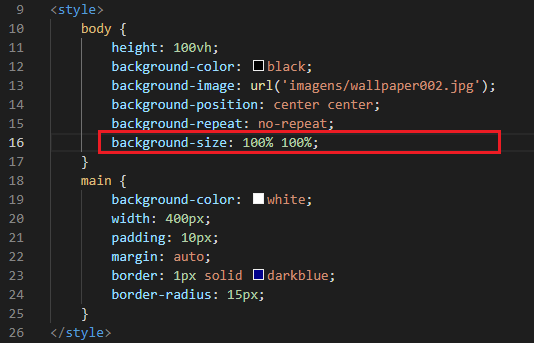 9 <style>
10 body {
11 height: 100vh;
12 background-color: black;
13 background-image: url('imagens/wallpaper002.jpg');
14 background-position: center center;
15 background-repeat: no-repeat;
16 background-size: 100% 100%;
17 }
18 main {
19 background-color: white;
20 width: 400px;
21 padding: 10px;
22 margin: auto;
23 border: 1px solid darkblue;
24 border-radius: 15px;
25 }
26 </style>